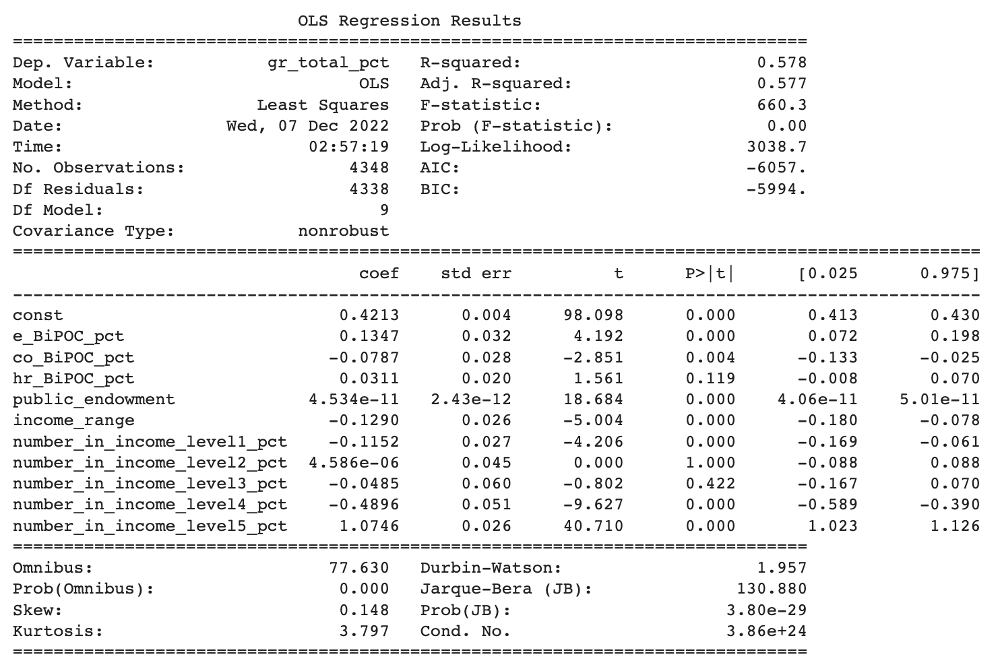 OLS Regression Results
==============================================================================
Dep. Variable: gr_total_pct R-squared: 0.578
Model: OLS Adj. R-squared: 0.577
Method: Least Squares F-statistic: 660.3
Date: Wed, 07 Dec 2022 Prob (F-statistic): 0.00
Time: 02:57:19 Log-Likelihood: 3038.7
No. Observations: 4348 AIC: -6057.
Df Residuals: 4338 BIC: -5994.
Df Model: 9
Covariance Type: nonrobust
===============================================================================================
coef std err t P>|t| [0.025 0.975]
-----------------------------------------------------------------------------------------------
const 0.4213 0.004 98.098 0.000 0.413 0.430
e_BiPOC_pct 0.1347 0.032 4.192 0.000 0.072 0.198
co_BiPOC_pct -0.0787 0.028 -2.851 0.004 -0.133 -0.025
hr_BiPOC_pct 0.0311 0.020 1.561 0.119 -0.008 0.070
public_endowment 4.534e-11 2.43e-12 18.684 0.000 4.06e-11 5.01e-11
income_range -0.1290 0.026 -5.004 0.000 -0.180 -0.078
number_in_income_level1_pct -0.1152 0.027 -4.206 0.000 -0.169 -0.061
number_in_income_level2_pct 4.586e-06 0.045 0.000 1.000 -0.088 0.088
number_in_income_level3_pct -0.0485 0.060 -0.802 0.422 -0.167 0.070
number_in_income_level4_pct -0.4896 0.051 -9.627 0.000 -0.589 -0.390
number_in_income_level5_pct 1.0746 0.026 40.710 0.000 1.023 1.126
==============================================================================
Omnibus: 77.630 Durbin-Watson: 1.957
Prob(Omnibus): 0.000 Jarque-Bera (JB): 130.880
Skew: 0.148 Prob(JB): 3.80e-29
Kurtosis: 3.797 Cond. No. 3.86e+24
==============================================================================